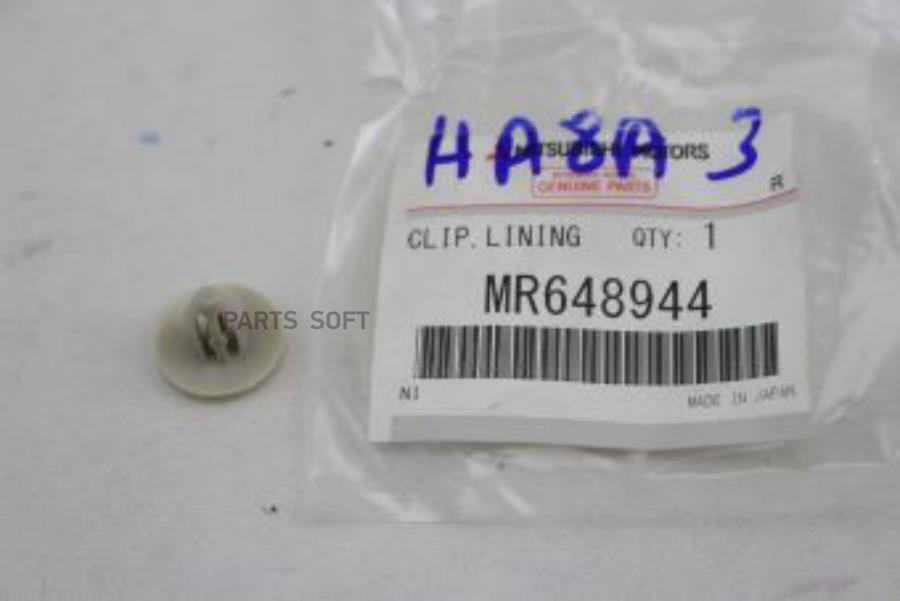 HA8A 3
MITSUBISHI MOTORS
GENUINE PARTS
R
CLIP.LINING QTY: 1
MR648944
PARTS SOFT
NI
MADE IN JAPAN